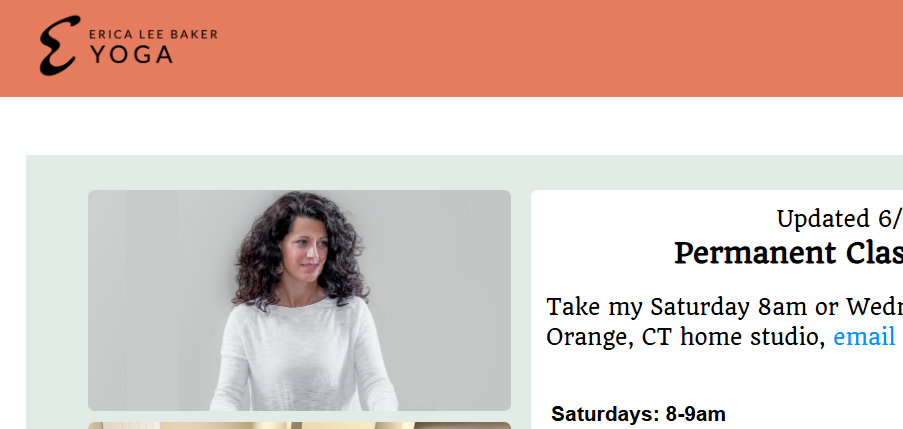 ERICA LEE BAKER
YOGA
Updated 6/
Permanent Clas
Take my Saturday 8am or Wedn
Orange, CT home studio, email
Saturdays: 8-9am